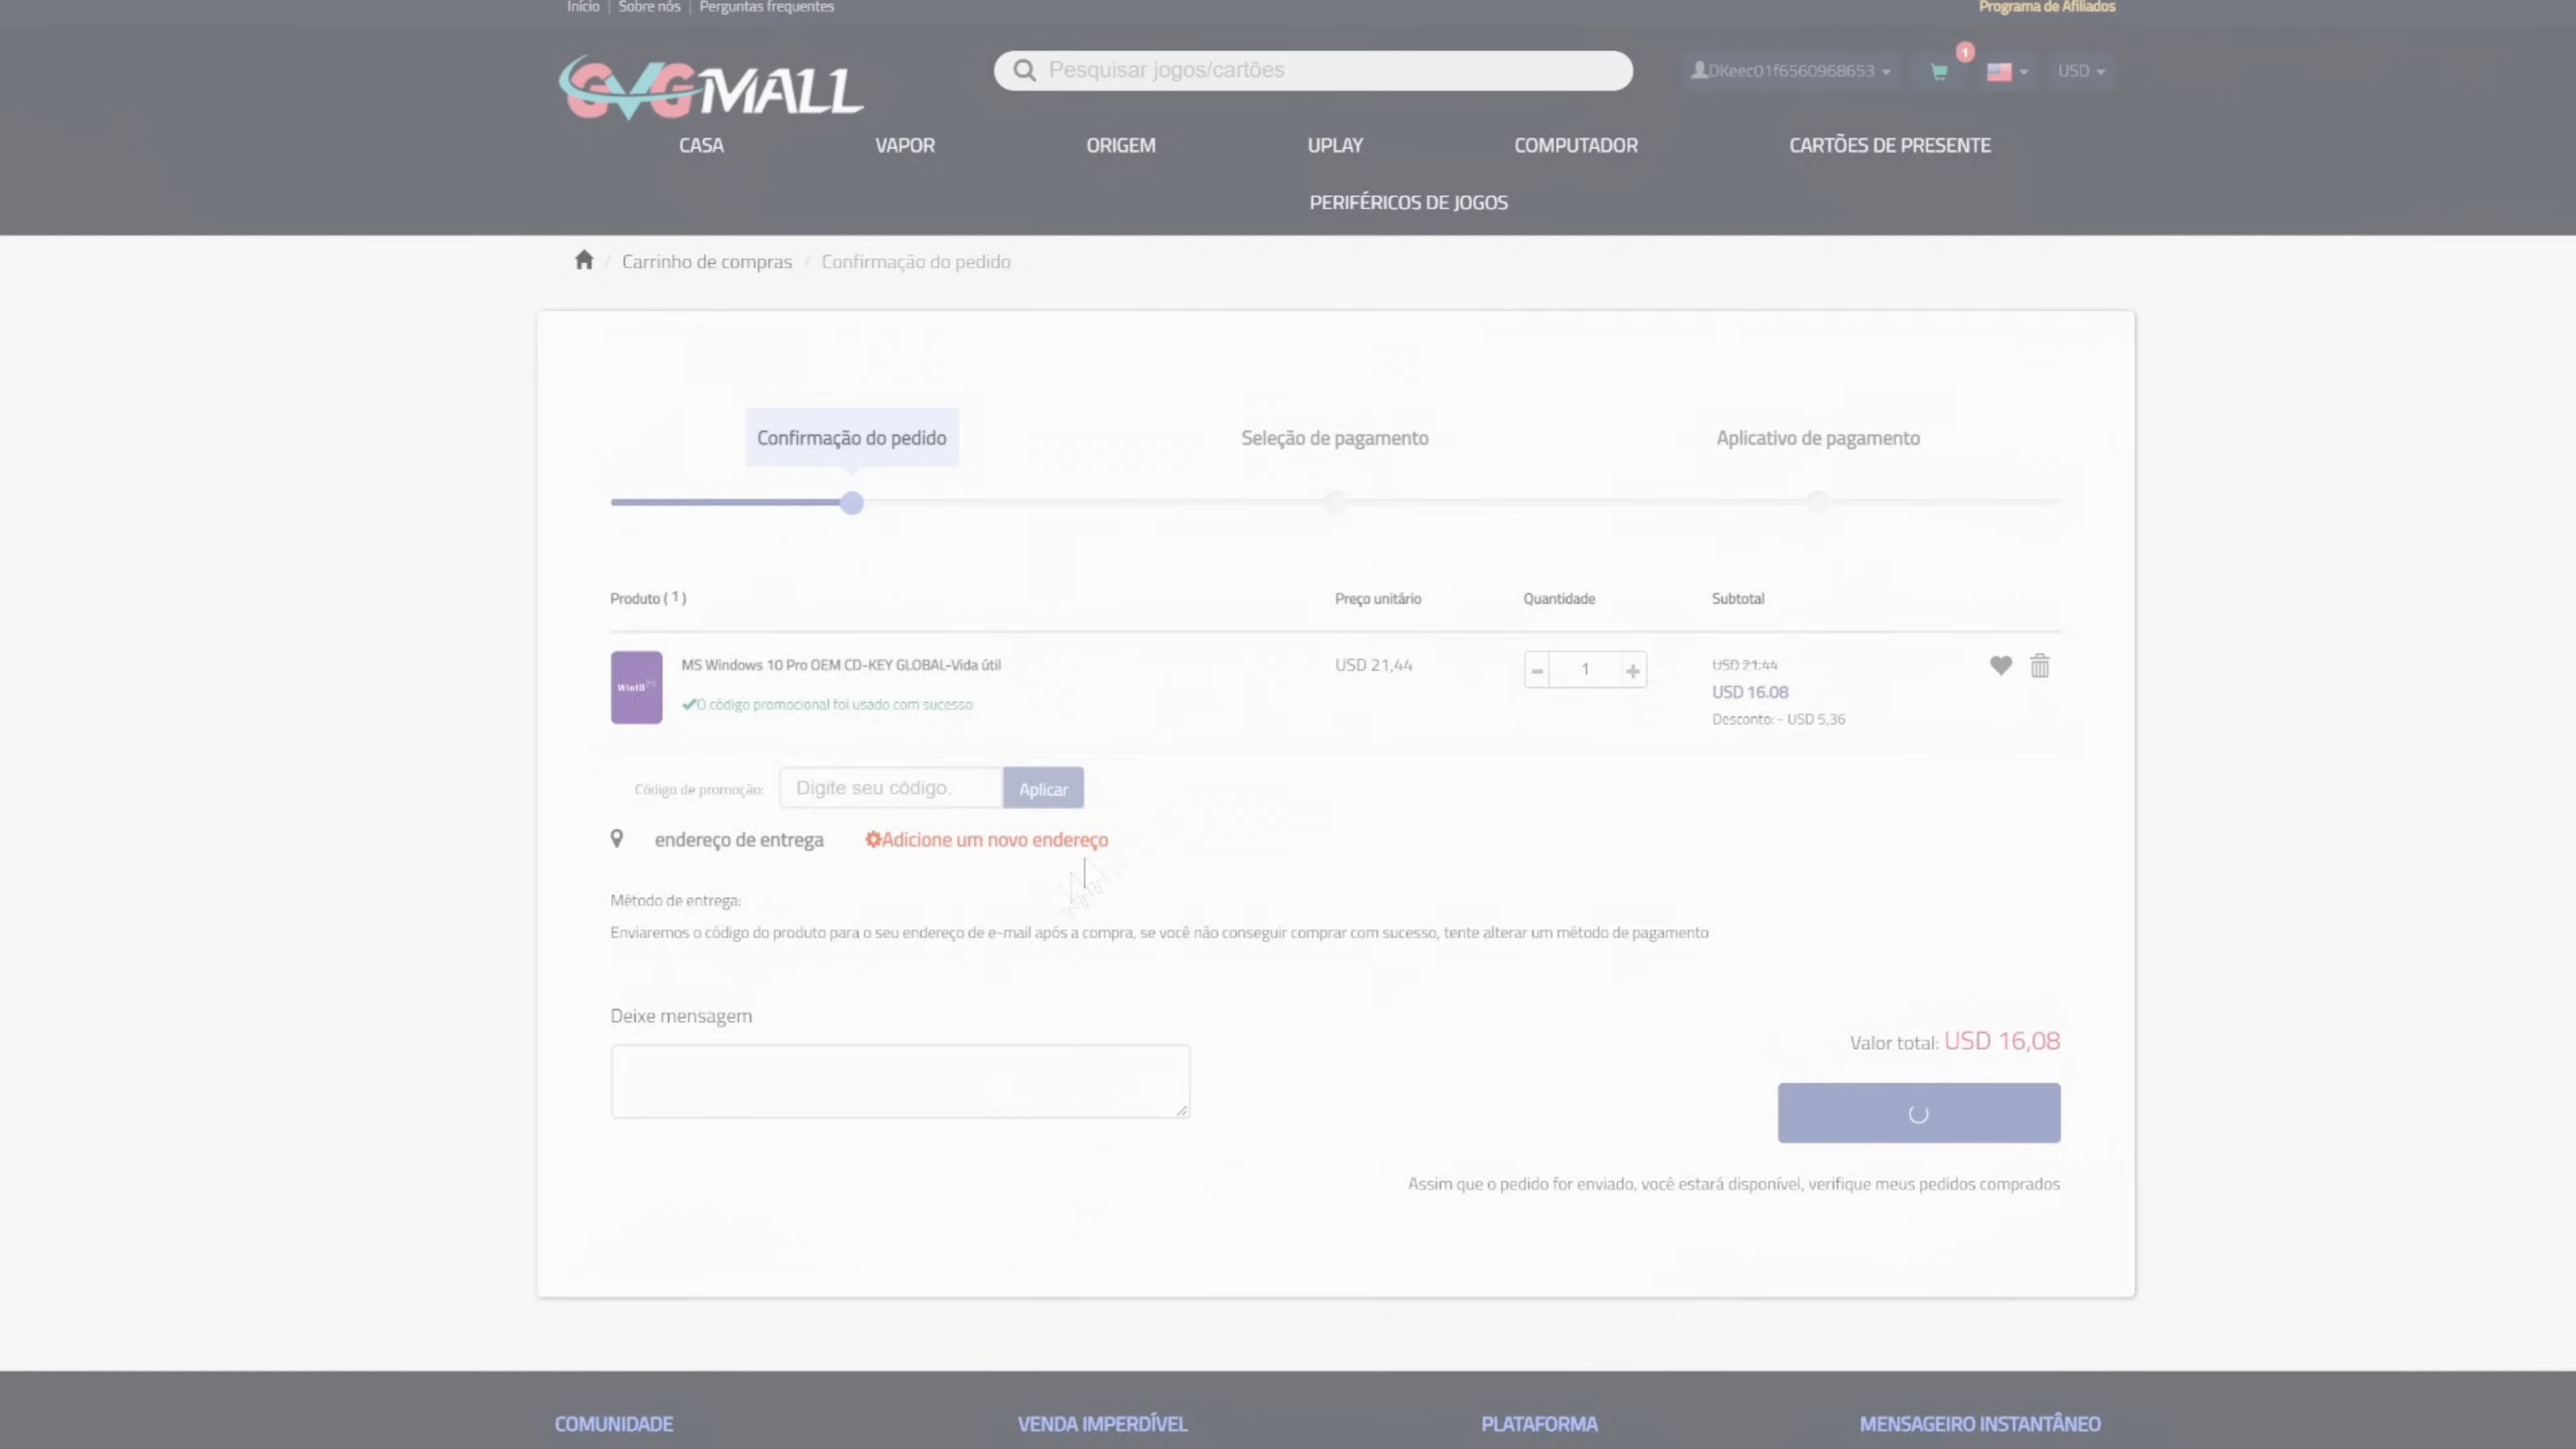 Início | Sobre nós | Perguntas frequentes
Programa de Afiliados
GVGMALL
Pesquisar jogos/cartões
DKeec01f6560968653
1
USD
CASA
VAPOR
ORIGEM
UPLAY
COMPUTADOR
CARTÕES DE PRESENTE
PERIFÉRICOS DE JOGOS
/ Carrinho de compras / Confirmação do pedido
Confirmação do pedido
Seleção de pagamento
Aplicativo de pagamento
Produto ( 1 )
Preço unitário
Quantidade
Subtotal
Win10
MS Windows 10 Pro OEM CD-KEY GLOBAL-Vida útil
USD 21,44
- 1 +
USD 21.44
O código promocional foi usado com sucesso
USD 16.08
Desconto: - USD 5,36
Código de promoção:
Digite seu código.
Aplicar
endereço de entrega
Adicione um novo endereço
Método de entrega:
Enviaremos o código do produto para o seu endereço de e-mail após a compra, se você não conseguir comprar com sucesso, tente alterar um método de pagamento
Deixe mensagem
Valor total: USD 16,08
Assim que o pedido for enviado, você estará disponível, verifique meus pedidos comprados
COMUNIDADE
VENDA IMPERDÍVEL
PLATAFORMA
MENSAGEIRO INSTANTÂNEO